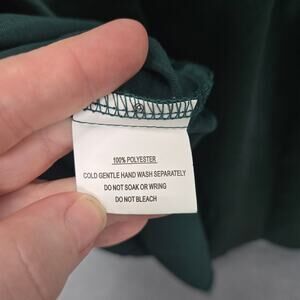 100% POLYESTER
COLD GENTLE HAND WASH SEPARATELY
DO NOT SOAK OR WRING
DO NOT BLEACH